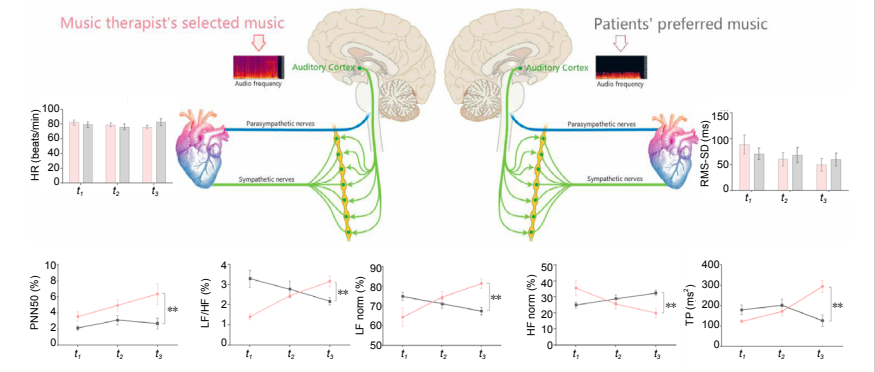 Music therapist's selected music
Patients' preferred music
Auditory Cortex
Audio frequency
Auditory Cortex
Audio frequency
Parasympathetic nerves
Sympathetic nerves
Parasympathetic nerves
Sympathetic nerves
HR (beats/min)
100
80
60
40
20
0
t1 t2 t3
RMS-SD (ms)
150
100
50
0
t1 t2 t3
PNN50 (%)
10
8
6
4
2
0
**
t1 t2 t3
LF/HF (%)
4
3
2
1
0
**
t1 t2 t3
LF norm (%)
90
80
70
60
50
**
t1 t2 t3
HF norm (%)
50
40
30
20
10
0
**
t1 t2 t3
TP (ms²)
400
300
200
100
0
**
t1 t2 t3